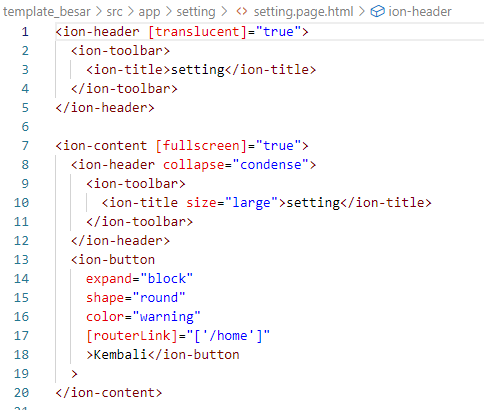 template_besar > src > app > setting > <> setting.page.html > ion-header
1 <ion-header [translucent]="true">
2   <ion-toolbar>
3     <ion-title>setting</ion-title>
4   </ion-toolbar>
5 </ion-header>
6
7 <ion-content [fullscreen]="true">
8   <ion-header collapse="condense">
9     <ion-toolbar>
10       <ion-title size="large">setting</ion-title>
11     </ion-toolbar>
12   </ion-header>
13   <ion-button
14     expand="block"
15     shape="round"
16     color="warning"
17     [routerLink]="['/home']"
18     >Kembali</ion-button
19   >
20 </ion-content>